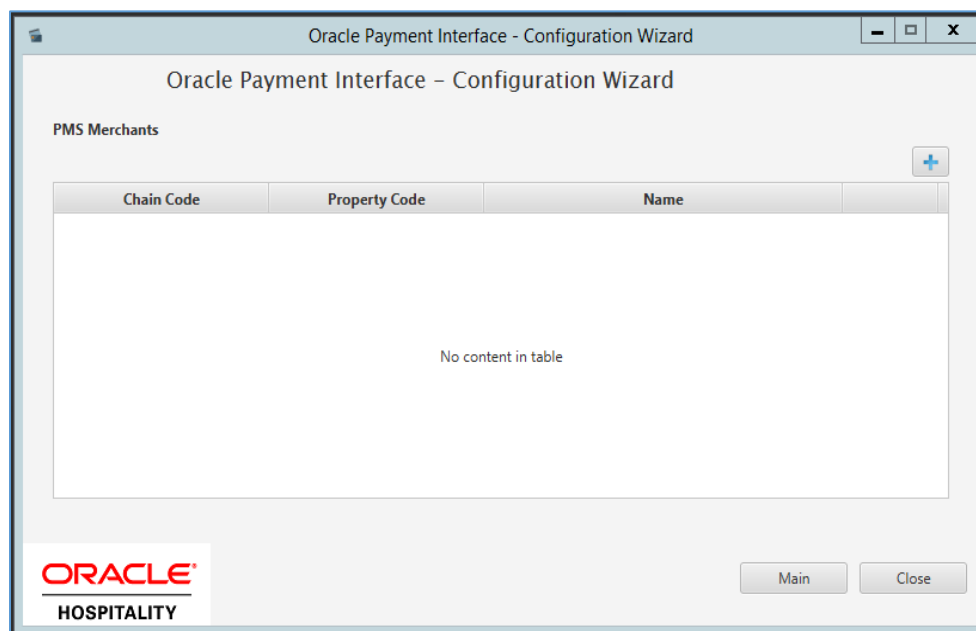 Oracle Payment Interface - Configuration Wizard
Oracle Payment Interface – Configuration Wizard
PMS Merchants
Chain Code Property Code Name
No content in table
ORACLE®
HOSPITALITY
Main Close